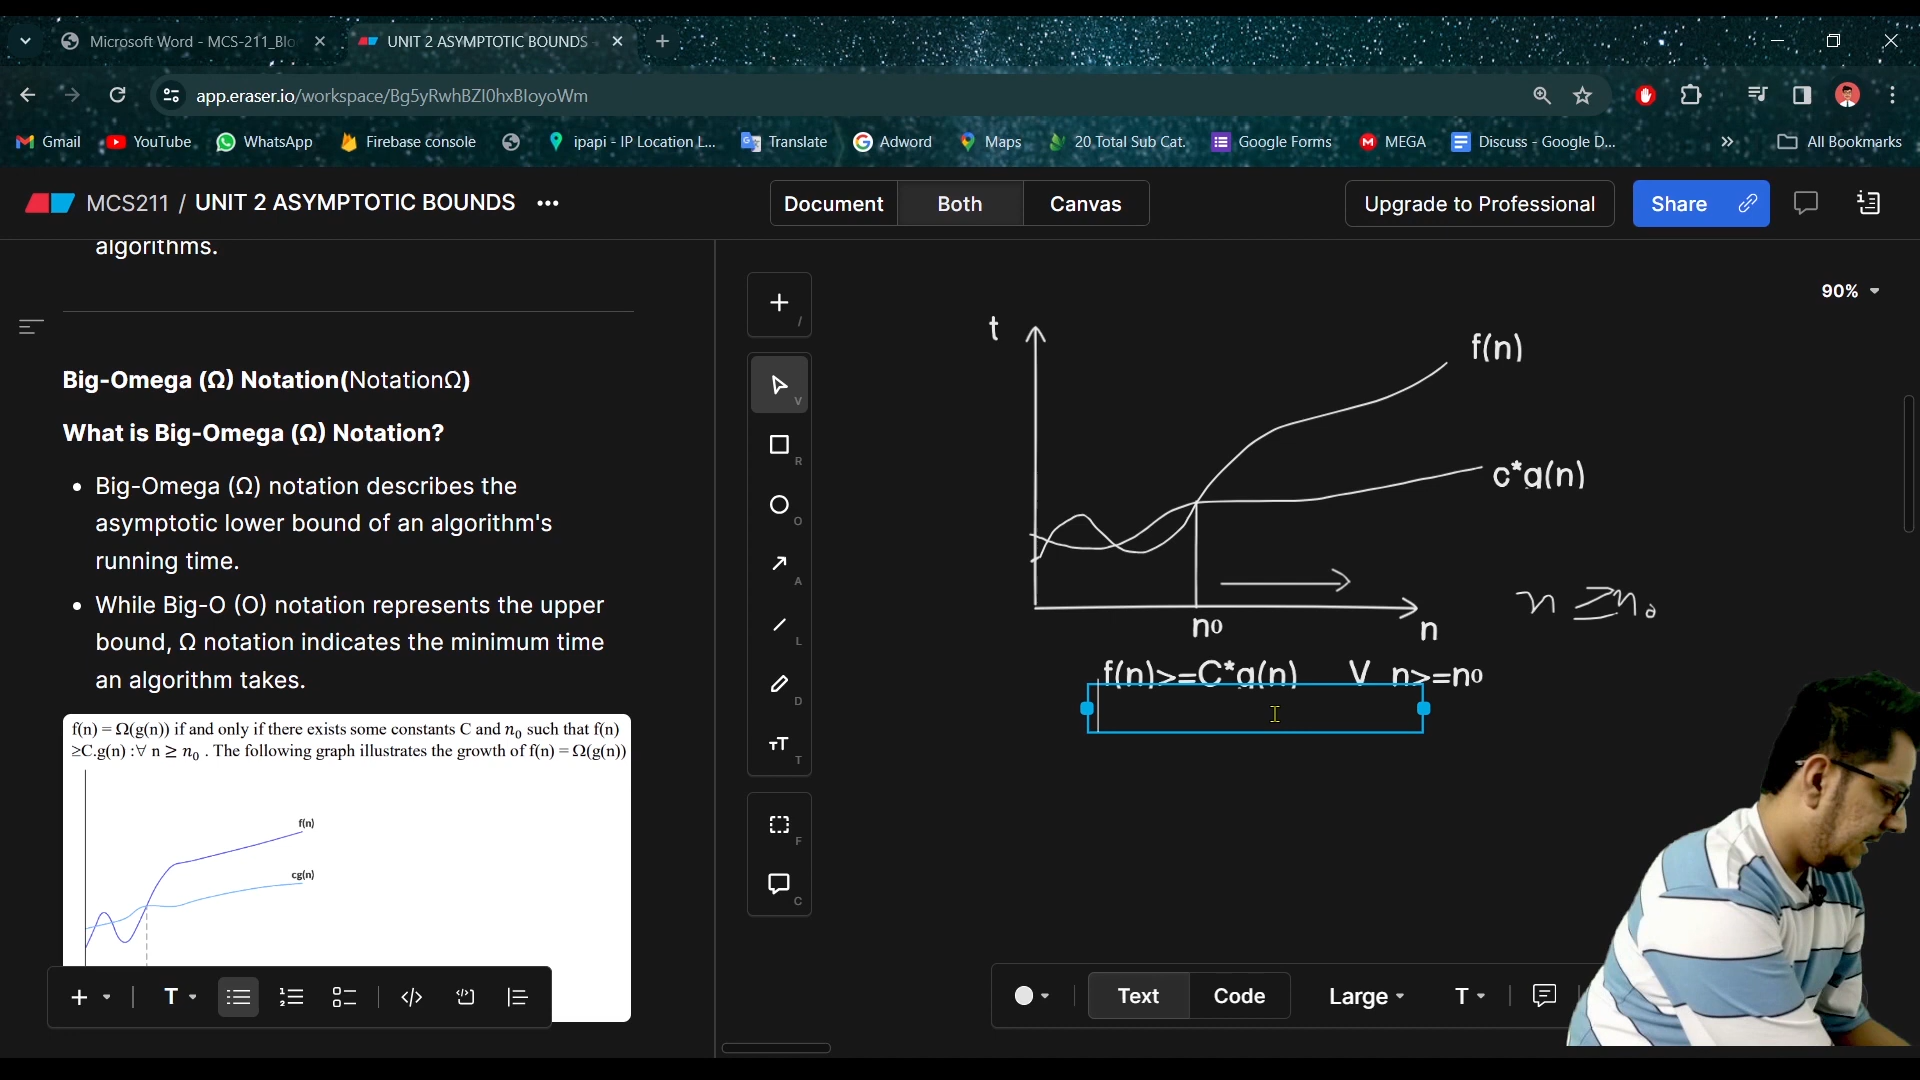 Microsoft Word - MCS-211_Blo
UNIT 2 ASYMPTOTIC BOUNDS
app.eraser.io/workspace/Bg5yRwhBZI0hxBIoyoWm
Gmail
YouTube
WhatsApp
Firebase console
ipapi - IP Location L...
Translate
Adword
Maps
20 Total Sub Cat.
Google Forms
MEGA
Discuss - Google D...
»
All Bookmarks
MCS211 / UNIT 2 ASYMPTOTIC BOUNDS •••
Document
Both
Canvas
Upgrade to Professional
Share
algorithms.
Big-Omega (Ω) Notation(NotationΩ)
What is Big-Omega (Ω) Notation?
• Big-Omega (Ω) notation describes the
asymptotic lower bound of an algorithm's
running time.
• While Big-O (O) notation represents the upper
bound, Ω notation indicates the minimum time
an algorithm takes.
f(n) = Ω(g(n)) if and only if there exists some constants C and n₀ such that f(n)
≥C.g(n) :∀ n ≥ n₀ . The following graph illustrates the growth of f(n) = Ω(g(n))
f(n)
cg(n)
T
/
V
R
O
A
L
D
T
T
F
C
90%
t
f(n)
c*g(n)
n0
n
n ≥n₀
f(n)>=C*g(n) V n>=n0
Text
Code
Large
T